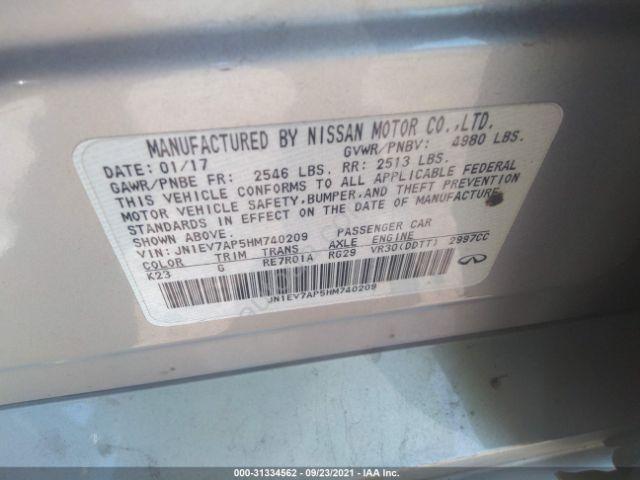 MANUFACTURED BY NISSAN MOTOR CO.,LTD.
DATE: 01/17 GVWR/PNBV: 4980 LBS.
GAWR/PNBE FR: 2546 LBS. RR: 2513 LBS.
THIS VEHICLE CONFORMS TO ALL APPLICABLE FEDERAL
MOTOR VEHICLE SAFETY,BUMPER,AND THEFT PREVENTION
STANDARDS IN EFFECT ON THE DATE OF MANUFACTURE
SHOWN ABOVE.
VIN: JN1EV7AP5HM740209 PASSENGER CAR
COLOR TRIM TRANS AXLE ENGINE
K23 G RE7R01A RG29 VR30(DDTT) 2997CC
JN1EV7AP5HM740209
000-31334562 - 09/23/2021 - IAA Inc.